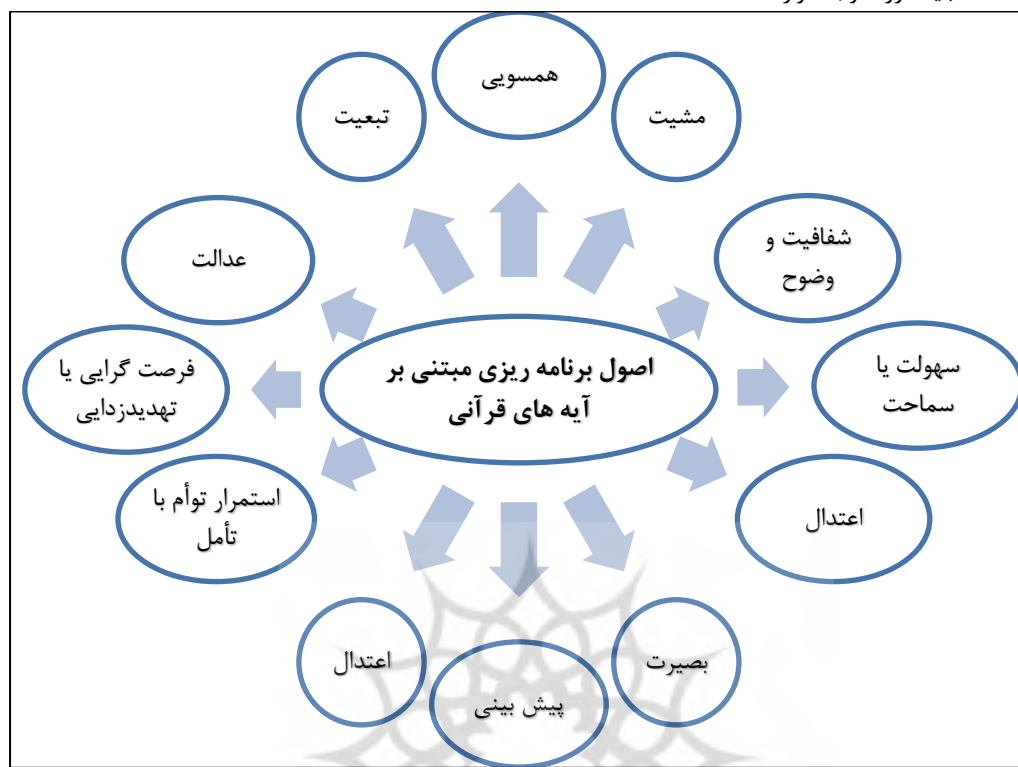 همسویی
مشیت
تبعیت
شفافیت و
وضوح
عدالت
سهولت یا
سماحت
اصول برنامه ریزی مبتنی بر
آیه های قرآنی
فرصت گرایی یا
تهدیدزدایی
اعتدال
استمرار توأم با
تأمل
بصیرت
پیش بینی
اعتدال